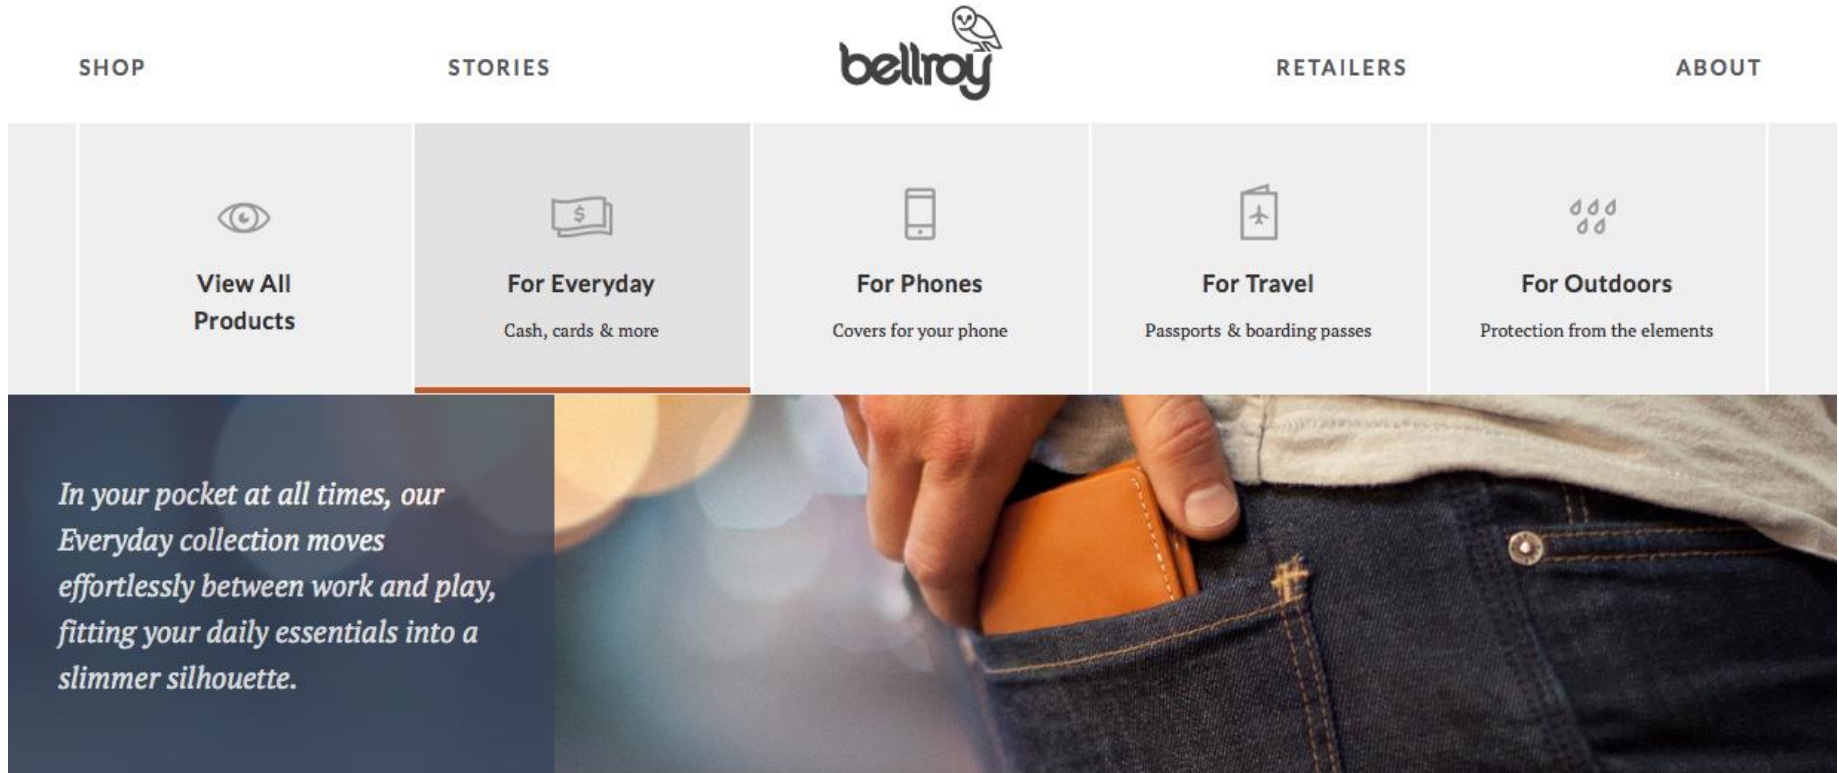 SHOP
STORIES
bellroy
RETAILERS
ABOUT
View All
Products
$
For Everyday
Cash, cards & more
For Phones
Covers for your phone
For Travel
Passports & boarding passes
For Outdoors
Protection from the elements
In your pocket at all times, our
Everyday collection moves
effortlessly between work and play,
fitting your daily essentials into a
slimmer silhouette.